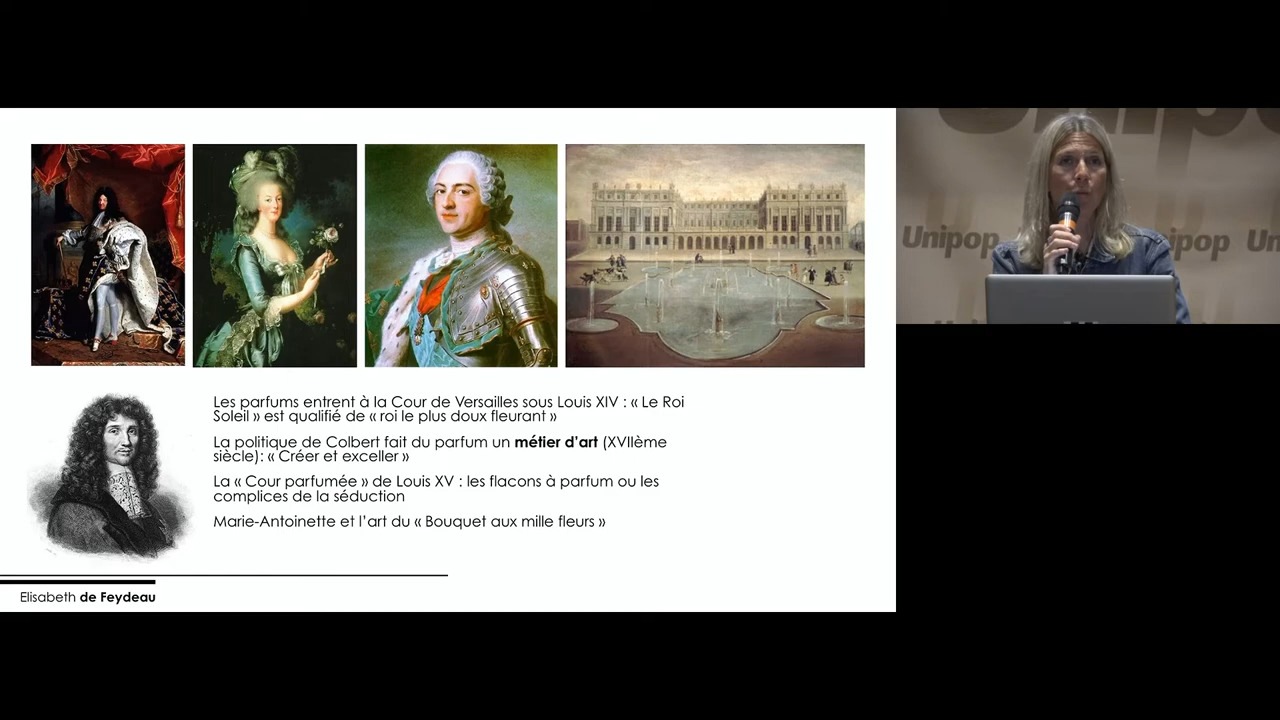 Unipop
Unipop
Unipop
Unipop
Les parfums entrent à la Cour de Versailles sous Louis XIV : « Le Roi
Soleil » est qualifié de « roi le plus doux fleurant »
La politique de Colbert fait du parfum un métier d’art (XVIIème
siècle): « Créer et exceller »
La « Cour parfumée » de Louis XV : les flacons à parfum ou les
complices de la séduction
Marie-Antoinette et l’art du « Bouquet aux mille fleurs »
Elisabeth de Feydeau